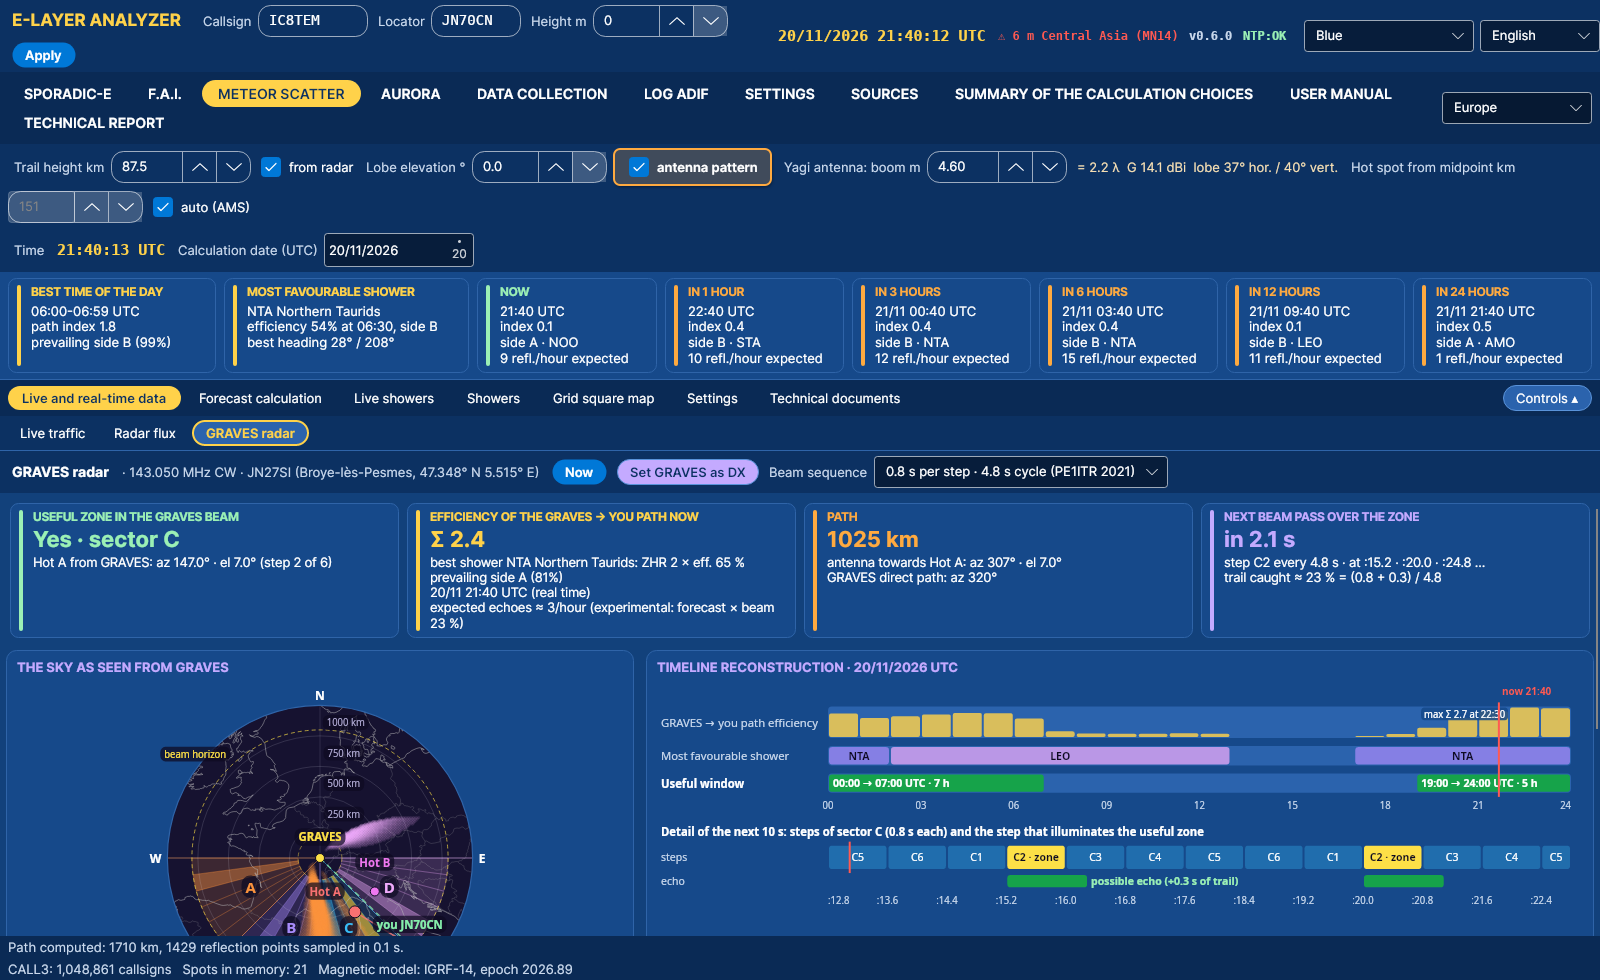 E-LAYER ANALYZER Callsign IC8TEM Locator JN70CN Height m 0
Apply
20/11/2026 21:40:12 UTC ⚠ 6 m Central Asia (MN14) v0.6.0 NTP:OK Blue English
SPORADIC-E F.A.I. METEOR SCATTER AURORA DATA COLLECTION LOG ADIF SETTINGS SOURCES SUMMARY OF THE CALCULATION CHOICES USER MANUAL
TECHNICAL REPORT
Europe
Trail height km 87.5 from radar Lobe elevation ° 0.0 antenna pattern Yagi antenna: boom m 4.60 = 2.2 λ G 14.1 dBi lobe 37° hor. / 40° vert. Hot spot from midpoint km
151 auto (AMS)
Time 21:40:13 UTC Calculation date (UTC) 20/11/2026 20
BEST TIME OF THE DAY
06:00-06:59 UTC
path index 1.8
prevailing side B (99%)
MOST FAVOURABLE SHOWER
NTA Northern Taurids
efficiency 54% at 06:30, side B
best heading 28° / 208°
NOW
21:40 UTC
index 0.1
side A · NOO
9 refl./hour expected
IN 1 HOUR
22:40 UTC
index 0.4
side B · STA
10 refl./hour expected
IN 3 HOURS
21/11 00:40 UTC
index 0.4
side B · NTA
12 refl./hour expected
IN 6 HOURS
21/11 03:40 UTC
index 0.4
side B · NTA
15 refl./hour expected
IN 12 HOURS
21/11 09:40 UTC
index 0.1
side B · LEO
11 refl./hour expected
IN 24 HOURS
21/11 21:40 UTC
index 0.5
side A · AMO
1 refl./hour expected
Live and real-time data Forecast calculation Live showers Showers Grid square map Settings Technical documents Controls ▴
Live traffic Radar flux GRAVES radar
GRAVES radar · 143.050 MHz CW · JN27SI (Broye-lès-Pesmes, 47.348° N 5.515° E) Now Set GRAVES as DX Beam sequence 0.8 s per step · 4.8 s cycle (PE1ITR 2021)
USEFUL ZONE IN THE GRAVES BEAM
Yes · sector C
Hot A from GRAVES: az 147.0° · el 7.0° (step 2 of 6)
EFFICIENCY OF THE GRAVES → YOU PATH NOW
Σ 2.4
best shower NTA Northern Taurids: ZHR 2 × eff. 65 %
prevailing side A (81%)
20/11 21:40 UTC (real time)
expected echoes ≈ 3/hour (experimental: forecast × beam
23 %)
PATH
1025 km
antenna towards Hot A: az 307° · el 7.0°
GRAVES direct path: az 320°
NEXT BEAM PASS OVER THE ZONE
in 2.1 s
step C2 every 4.8 s · at :15.2 · :20.0 · :24.8 ...
trail caught ≈ 23 % = (0.8 + 0.3) / 4.8
THE SKY AS SEEN FROM GRAVES
N
1000 km
beam horizon
750 km
500 km
250 km
GRAVES
W
E
Hot B
A
Hot A
D
B
C
you JN70CN
TIMELINE RECONSTRUCTION · 20/11/2026 UTC
now 21:40
GRAVES → you path efficiency
max Σ 2.7 at 22:30
Most favourable shower NTA LEO NTA
Useful window 00:00 → 07:00 UTC · 7 h 19:00 → 24:00 UTC · 5 h
00 03 06 09 12 15 18 21 24
Detail of the next 10 s: steps of sector C (0.8 s each) and the step that illuminates the useful zone
steps C5 C6 C1 C2 · zone C3 C4 C5 C6 C1 C2 · zone C3 C4 C5
echo possible echo (+0.3 s of trail)
:12.8 :13.6 :14.4 :15.2 :16.0 :16.8 :17.6 :18.4 :19.2 :20.0 :20.8 :21.6 :22.4
Path computed: 1710 km, 1429 reflection points sampled in 0.1 s.
CALL3: 1,048,861 callsigns Spots in memory: 21 Magnetic model: IGRF-14, epoch 2026.89